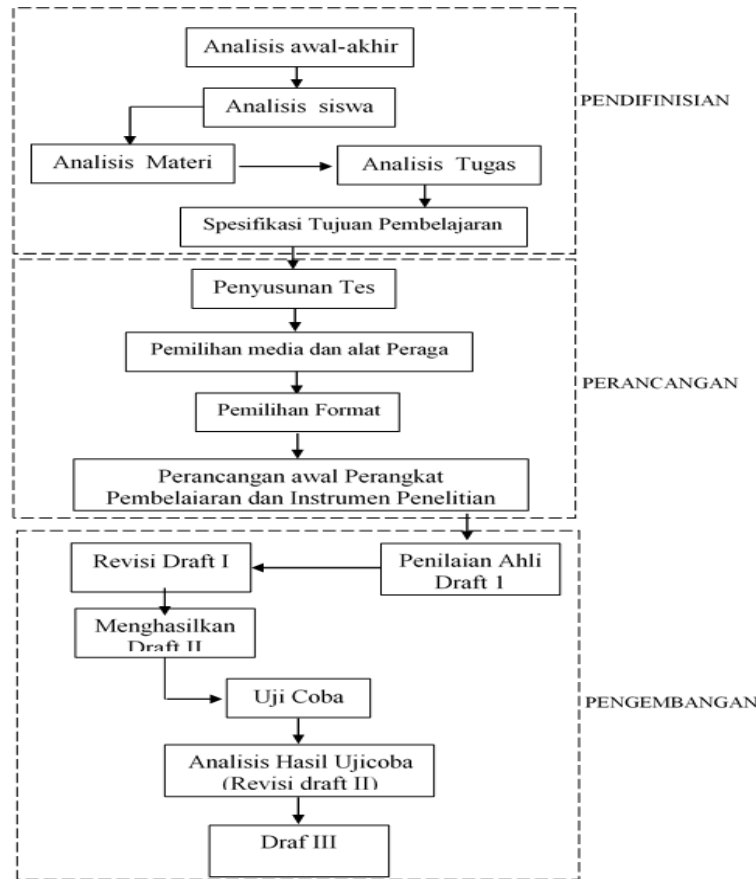 Analisis awal-akhir
Analisis siswa
PENDIFINISIAN
Analisis Materi
Analisis Tugas
Spesifikasi Tujuan Pembelajaran
Penyusunan Tes
Pemilihan media dan alat Peraga
PERANCANGAN
Pemilihan Format
Perancangan awal Perangkat
Pembelaiaran dan Instrumen Penelitian
Revisi Draft I
Penilaian Ahli
Draft 1
Menghasilkan
Draft II
Uji Coba
PENGEMBANGAN
Analisis Hasil Ujicoba
(Revisi draft II)
Draf III